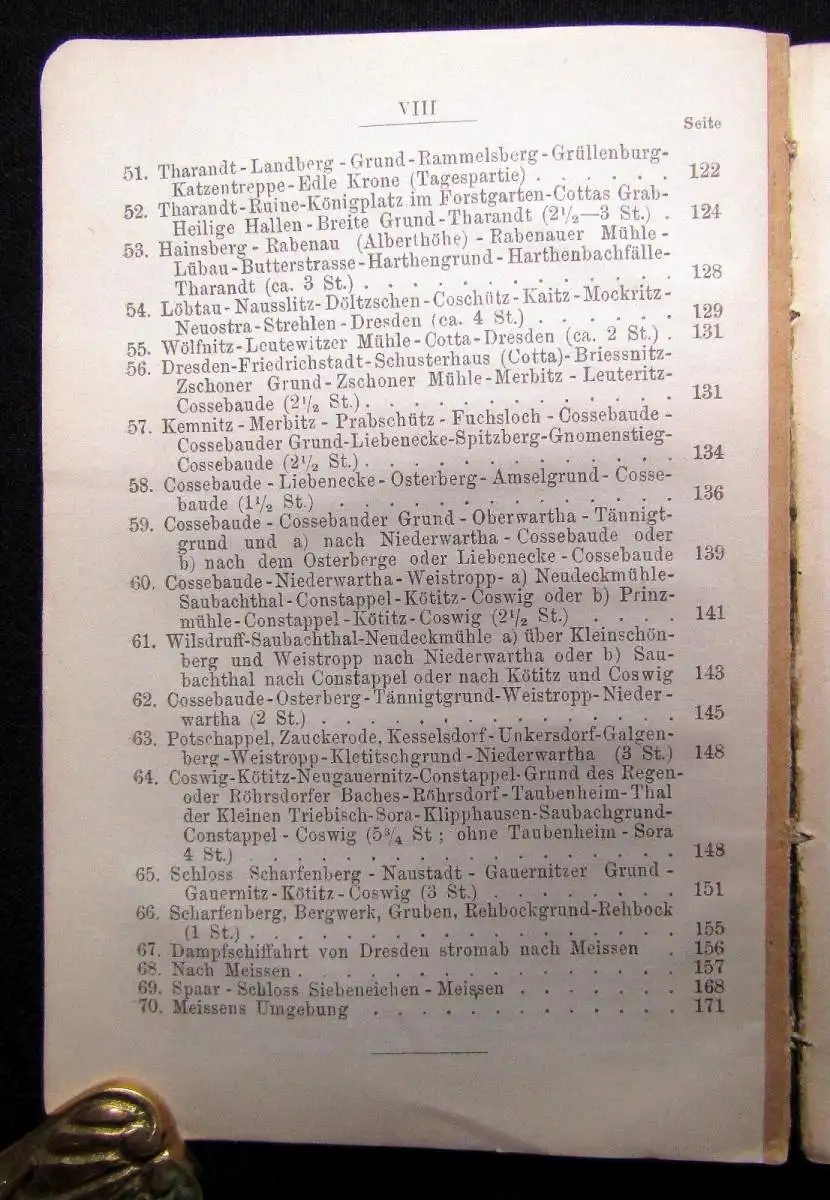 VIII
Seite
51. Tharandt-Landberg-Grund-Rammelsberg-Grüllenburg-
Katzentreppe-Edle Krone (Tagespartie) . . . . . . 122
52. Tharandt-Ruine-Königplatz im Forstgarten-Cottas Grab-
Heilige Hallen-Breite Grund-Tharandt (2½—3 St.) . 124
53. Hainsberg-Rabenau (Alberthöhe)-Rabenauer Mühle-
Lübau-Butterstrasse-Harthengrund-Harthenbachfälle-
Tharandt (ca. 3 St.) . . . . . . . . . . . . . . 128
54. Löbtau-Nausslitz-Döltzschen-Coschütz-Kaitz-Mockritz-
Neuostra-Strehlen-Dresden (ca. 4 St.) . . . . . . 129
55. Wölfnitz-Leutewitzer Mühle-Cotta-Dresden (ca. 2 St.) . 131
56. Dresden-Friedrichstadt-Schusterhaus (Cotta)-Briessnitz-
Zschoner Grund-Zschoner Mühle-Merbitz-Leuteritz-
Cossebaude (2½ St.) . . . . . . . . . . . . . . 131
57. Kemnitz-Merbitz-Prabschütz-Fuchsloch-Cossebaude-
Cossebauder Grund-Liebenecke-Spitzberg-Gnomenstieg-
Cossebaude (2½ St.) . . . . . . . . . . . . . . 134
58. Cossebaude-Liebenecke-Osterberg-Amselgrund-Cosse-
baude (1½ St.) . . . . . . . . . . . . . . . . 136
59. Cossebaude-Cossebauder Grund-Oberwartha-Tännigt-
grund und a) nach Niederwartha-Cossebaude oder
b) nach dem Osterberge oder Liebenecke-Cossebaude 139
60. Cossebaude-Niederwartha-Weistropp- a) Neudeckmühle-
Saubachthal-Constappel-Kötitz-Coswig oder b) Prinz-
mühle-Constappel-Kötitz-Coswig (2½ St.) . . . . 141
61. Wilsdruff-Saubachthal-Neudeckmühle a) über Kleinschön-
berg und Weistropp nach Niederwartha oder b) Sau-
bachthal nach Constappel oder nach Kötitz und Coswig 143
62. Cossebaude-Osterberg-Tännigtgrund-Weistropp-Nieder-
wartha (2 St.) . . . . . . . . . . . . . . . . 145
63. Potschappel, Zauckerode, Kesselsdorf-Unkersdorf-Galgen-
berg-Weistropp-Kletitschgrund-Niederwartha (3 St.) 148
64. Coswig-Kötitz-Neugauernitz-Constappel-Grund des Regen-
oder Röhrsdorfer Baches-Röhrsdorf-Taubenheim-Thal
der Kleinen Triebisch-Sora-Klipphausen-Saubachgrund-
Constappel-Coswig (5¾ St; ohne Taubenheim-Sora
4 St.) . . . . . . . . . . . . . . . . . . . . 148
65. Schloss Scharfenberg-Naustadt-Gauernitzer Grund-
Gauernitz-Kötitz-Coswig (3 St.) . . . . . . . . 151
66. Scharfenberg, Bergwerk, Gruben, Rehbockgrund-Rehbock
(1 St.) . . . . . . . . . . . . . . . . . . . . 155
67. Dampfschiffahrt von Dresden stromab nach Meissen . 156
68. Nach Meissen . . . . . . . . . . . . . . . . . 157
69. Spaar-Schloss Siebeneichen-Meissen . . . . . . . 168
70. Meissens Umgebung . . . . . . . . . . . . . . 171